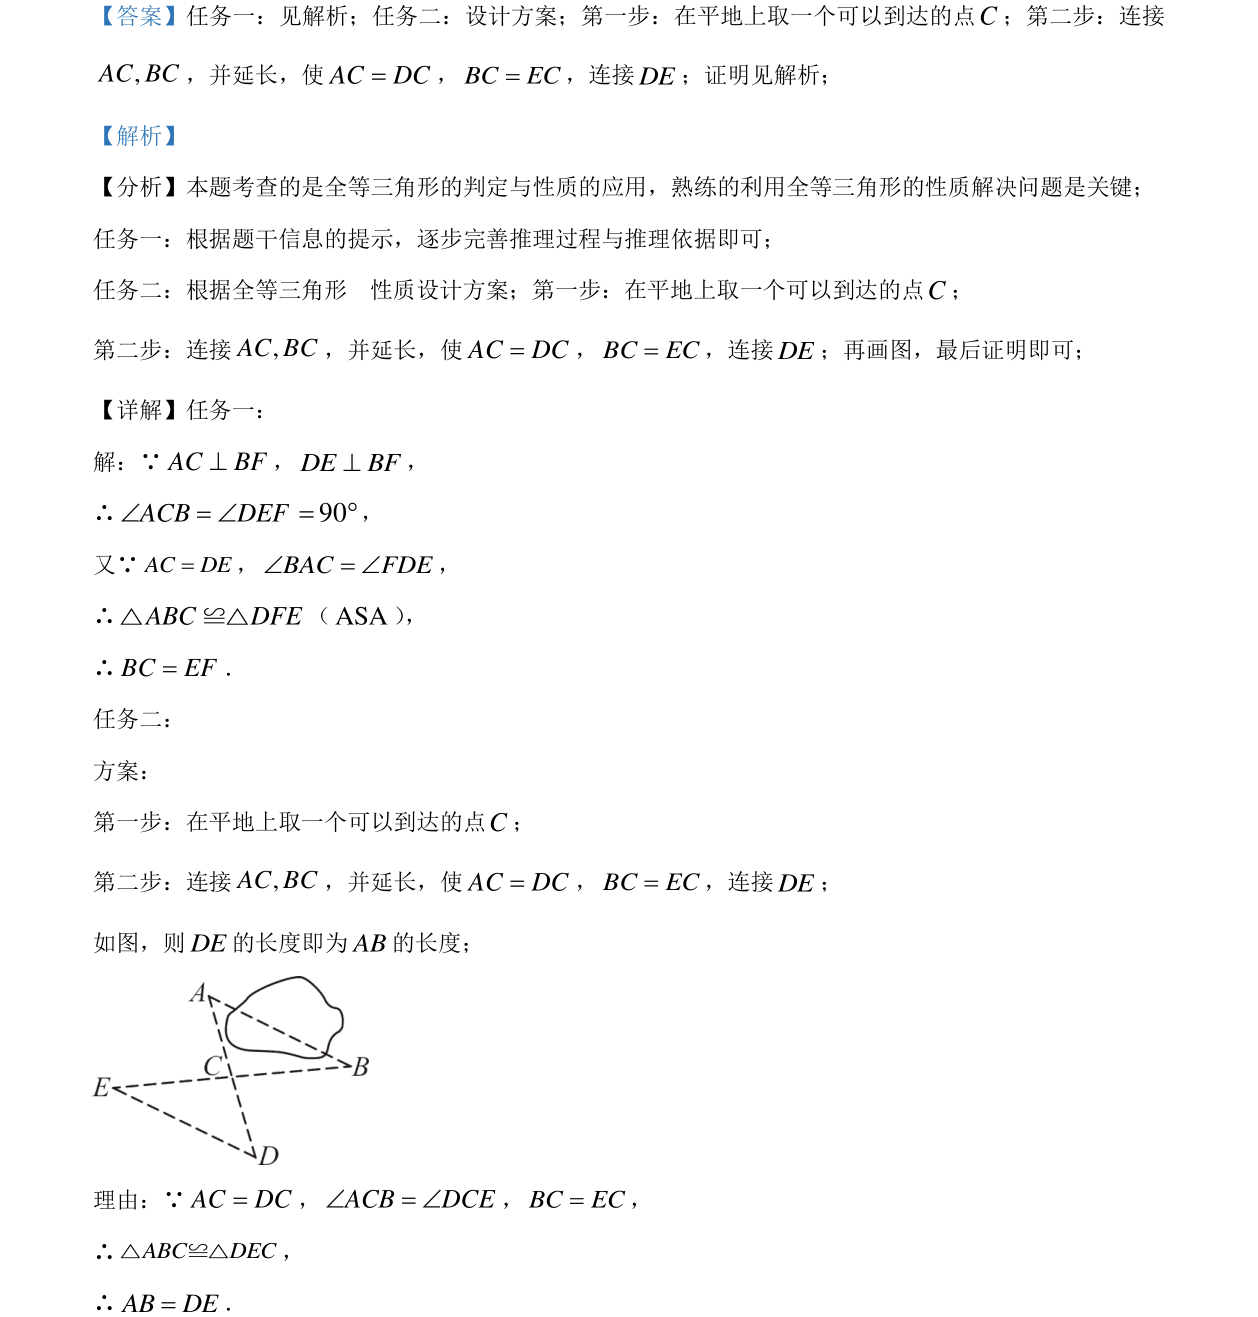 【答案】任务一：见解析；任务二：设计方案；第一步：在平地上取一个可以到达的点C；第二步：连接
AC,BC，并延长，使AC=DC，BC=EC，连接DE；证明见解析；
【解析】
【分析】本题考查的是全等三角形的判定与性质的应用，熟练的利用全等三角形的性质解决问题是关键；
任务一：根据题干信息的提示，逐步完善推理过程与推理依据即可；
任务二：根据全等三角形　性质设计方案；第一步：在平地上取一个可以到达的点C；
第二步：连接AC,BC，并延长，使AC=DC，BC=EC，连接DE；再画图，最后证明即可；
【详解】任务一：
解：∵AC⊥BF，DE⊥BF，
∴∠ACB=∠DEF=90°，
又∵AC=DE，∠BAC=∠FDE，
∴△ABC≌△DFE（ASA），
∴BC=EF．
任务二：
方案：
第一步：在平地上取一个可以到达的点C；
第二步：连接AC,BC，并延长，使AC=DC，BC=EC，连接DE；
如图，则DE的长度即为AB的长度；
A
C
B
E
D
理由：∵AC=DC，∠ACB=∠DCE，BC=EC，
∴△ABC≌△DEC，
∴AB=DE．